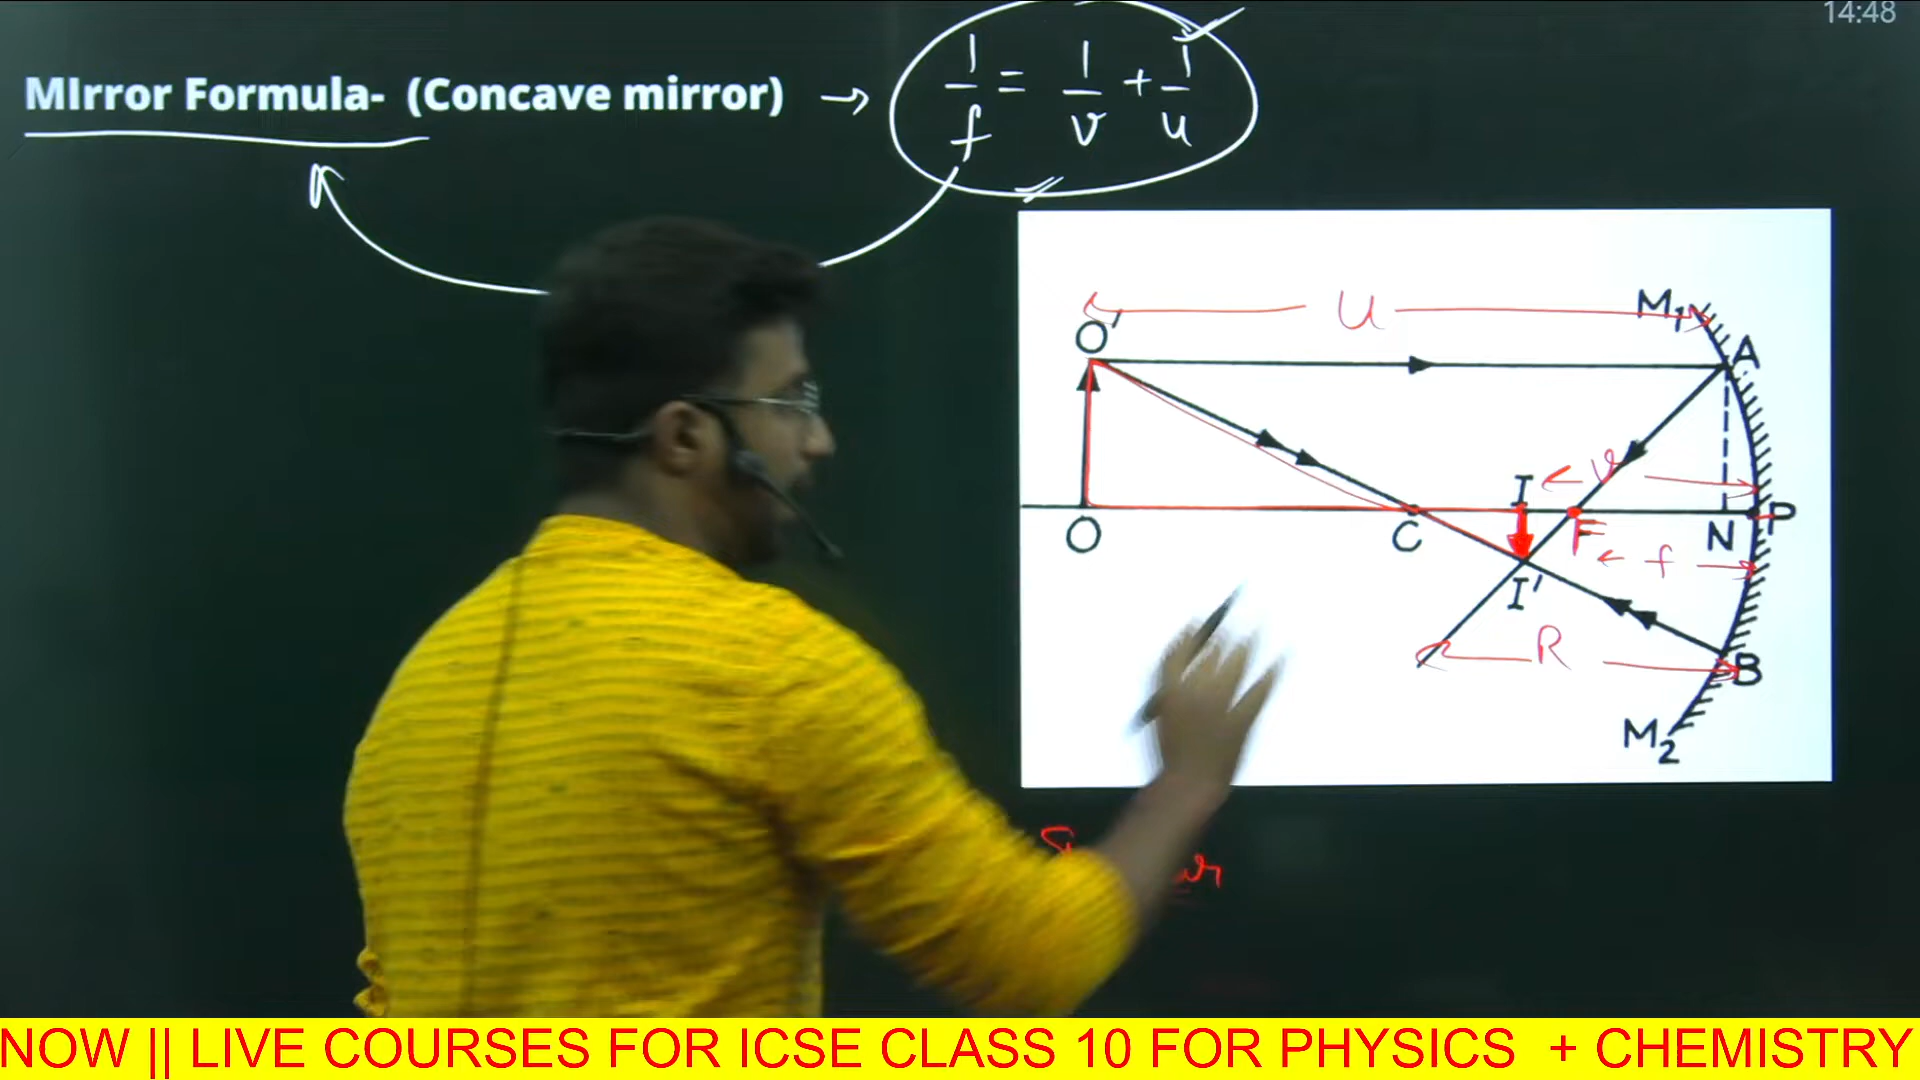 14:48
MIrror Formula- (Concave mirror) → 1/f = 1/v + 1/u
U
M1
O'
A
I
v
O
C
F
N
P
f
I'
R
B
M2
NOW || LIVE COURSES FOR ICSE CLASS 10 FOR PHYSICS + CHEMISTRY